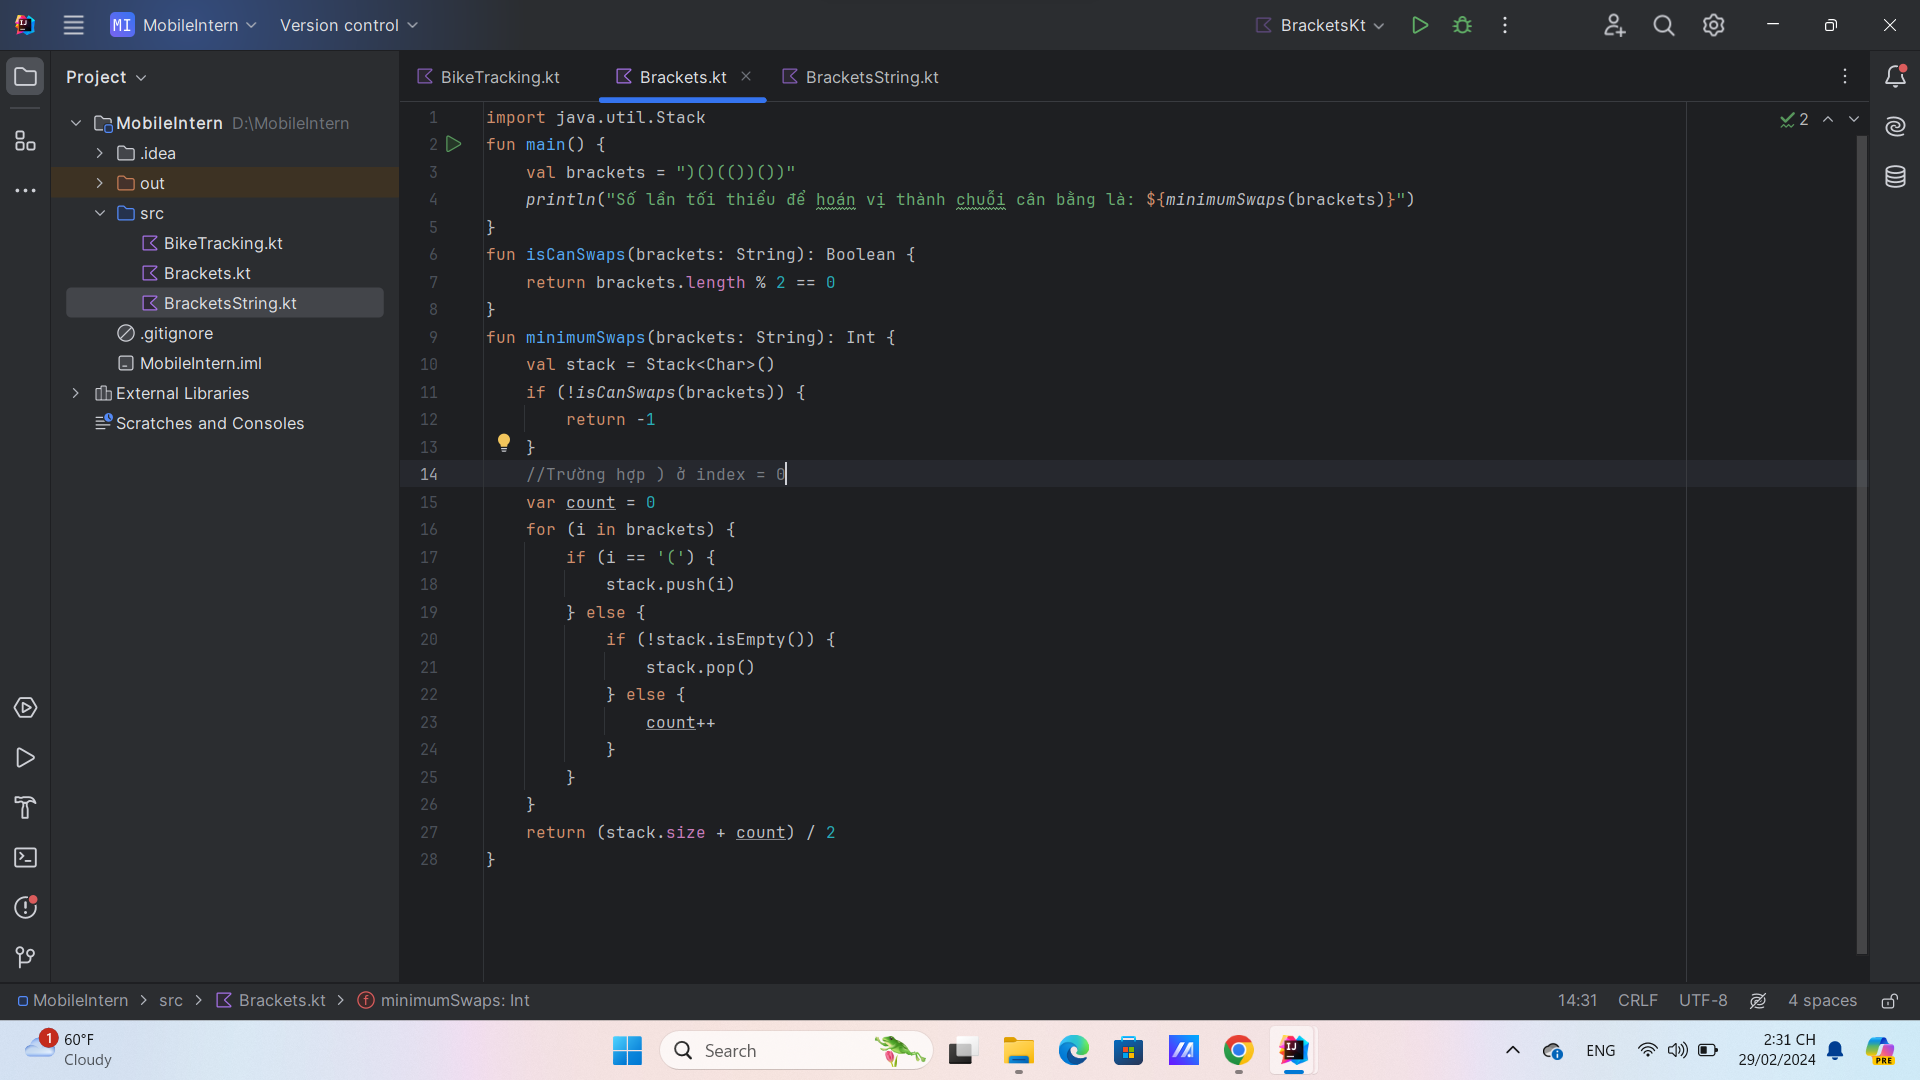 MI MobileIntern Version control BracketsKt
Project
BikeTracking.kt Brackets.kt BracketsString.kt
MobileIntern D:\MobileIntern
.idea
out
src
BikeTracking.kt
Brackets.kt
BracketsString.kt
.gitignore
MobileIntern.iml
External Libraries
Scratches and Consoles
2
1 import java.util.Stack
2 fun main() {
3 val brackets = ")()(())())"
4 println("Số lần tối thiểu để hoán vị thành chuỗi cân bằng là: ${minimumSwaps(brackets)}")
5 }
6 fun isCanSwaps(brackets: String): Boolean {
7 return brackets.length % 2 == 0
8 }
9 fun minimumSwaps(brackets: String): Int {
10 val stack = Stack<Char>()
11 if (!isCanSwaps(brackets)) {
12 return -1
13 }
14 //Trường hợp ) ở index = 0
15 var count = 0
16 for (i in brackets) {
17 if (i == '(') {
18 stack.push(i)
19 } else {
20 if (!stack.isEmpty()) {
21 stack.pop()
22 } else {
23 count++
24 }
25 }
26 }
27 return (stack.size + count) / 2
28 }
MobileIntern > src > Brackets.kt > minimumSwaps: Int
14:31 CRLF UTF-8 4 spaces
1 60°F
Cloudy
Search
ENG
2:31 CH
29/02/2024
PRE